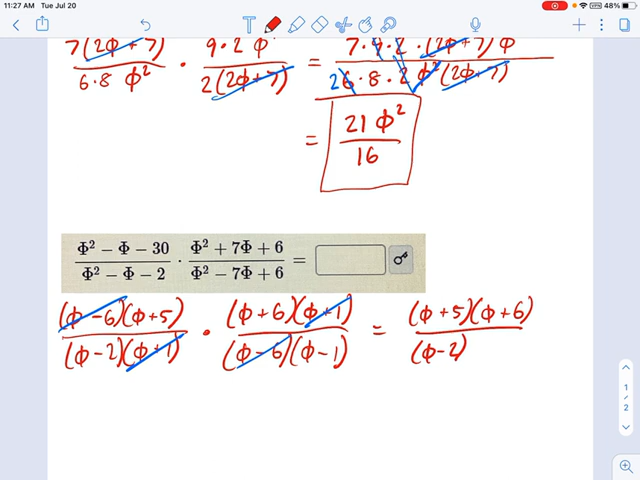 11:27 AM Tue Jul 20
48%
7(2Φ+7)/6·8 Φ² · 9·2 Φ/2(2Φ+7) = 7·9·2·(2Φ+7)Φ/2 6·8·2 Φ² (2Φ+7)
= 21 Φ²/16
Φ² − Φ − 30/Φ² − Φ − 2 · Φ² + 7Φ + 6/Φ² − 7Φ + 6 =
(Φ−6)(Φ+5)/(Φ−2)(Φ+1) · (Φ+6)(Φ+1)/(Φ−6)(Φ−1) = (Φ+5)(Φ+6)/(Φ−2)
1/2